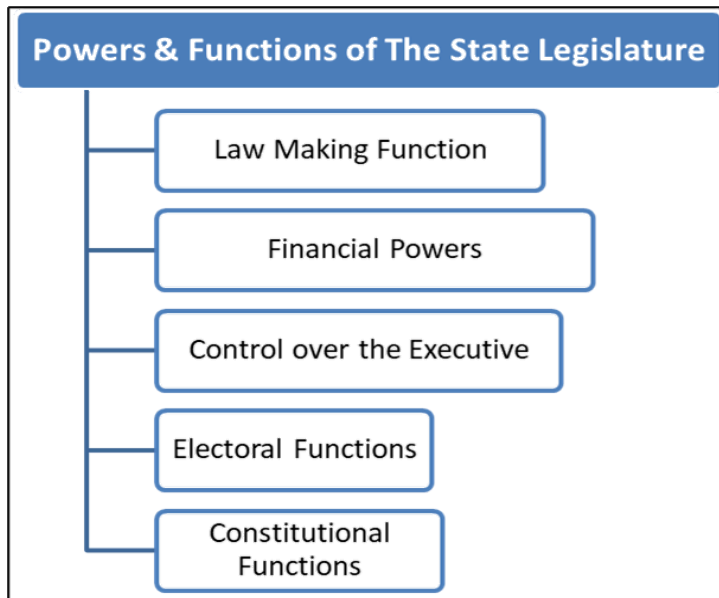 Powers & Functions of The State Legislature
Law Making Function
Financial Powers
Control over the Executive
Electoral Functions
Constitutional
Functions